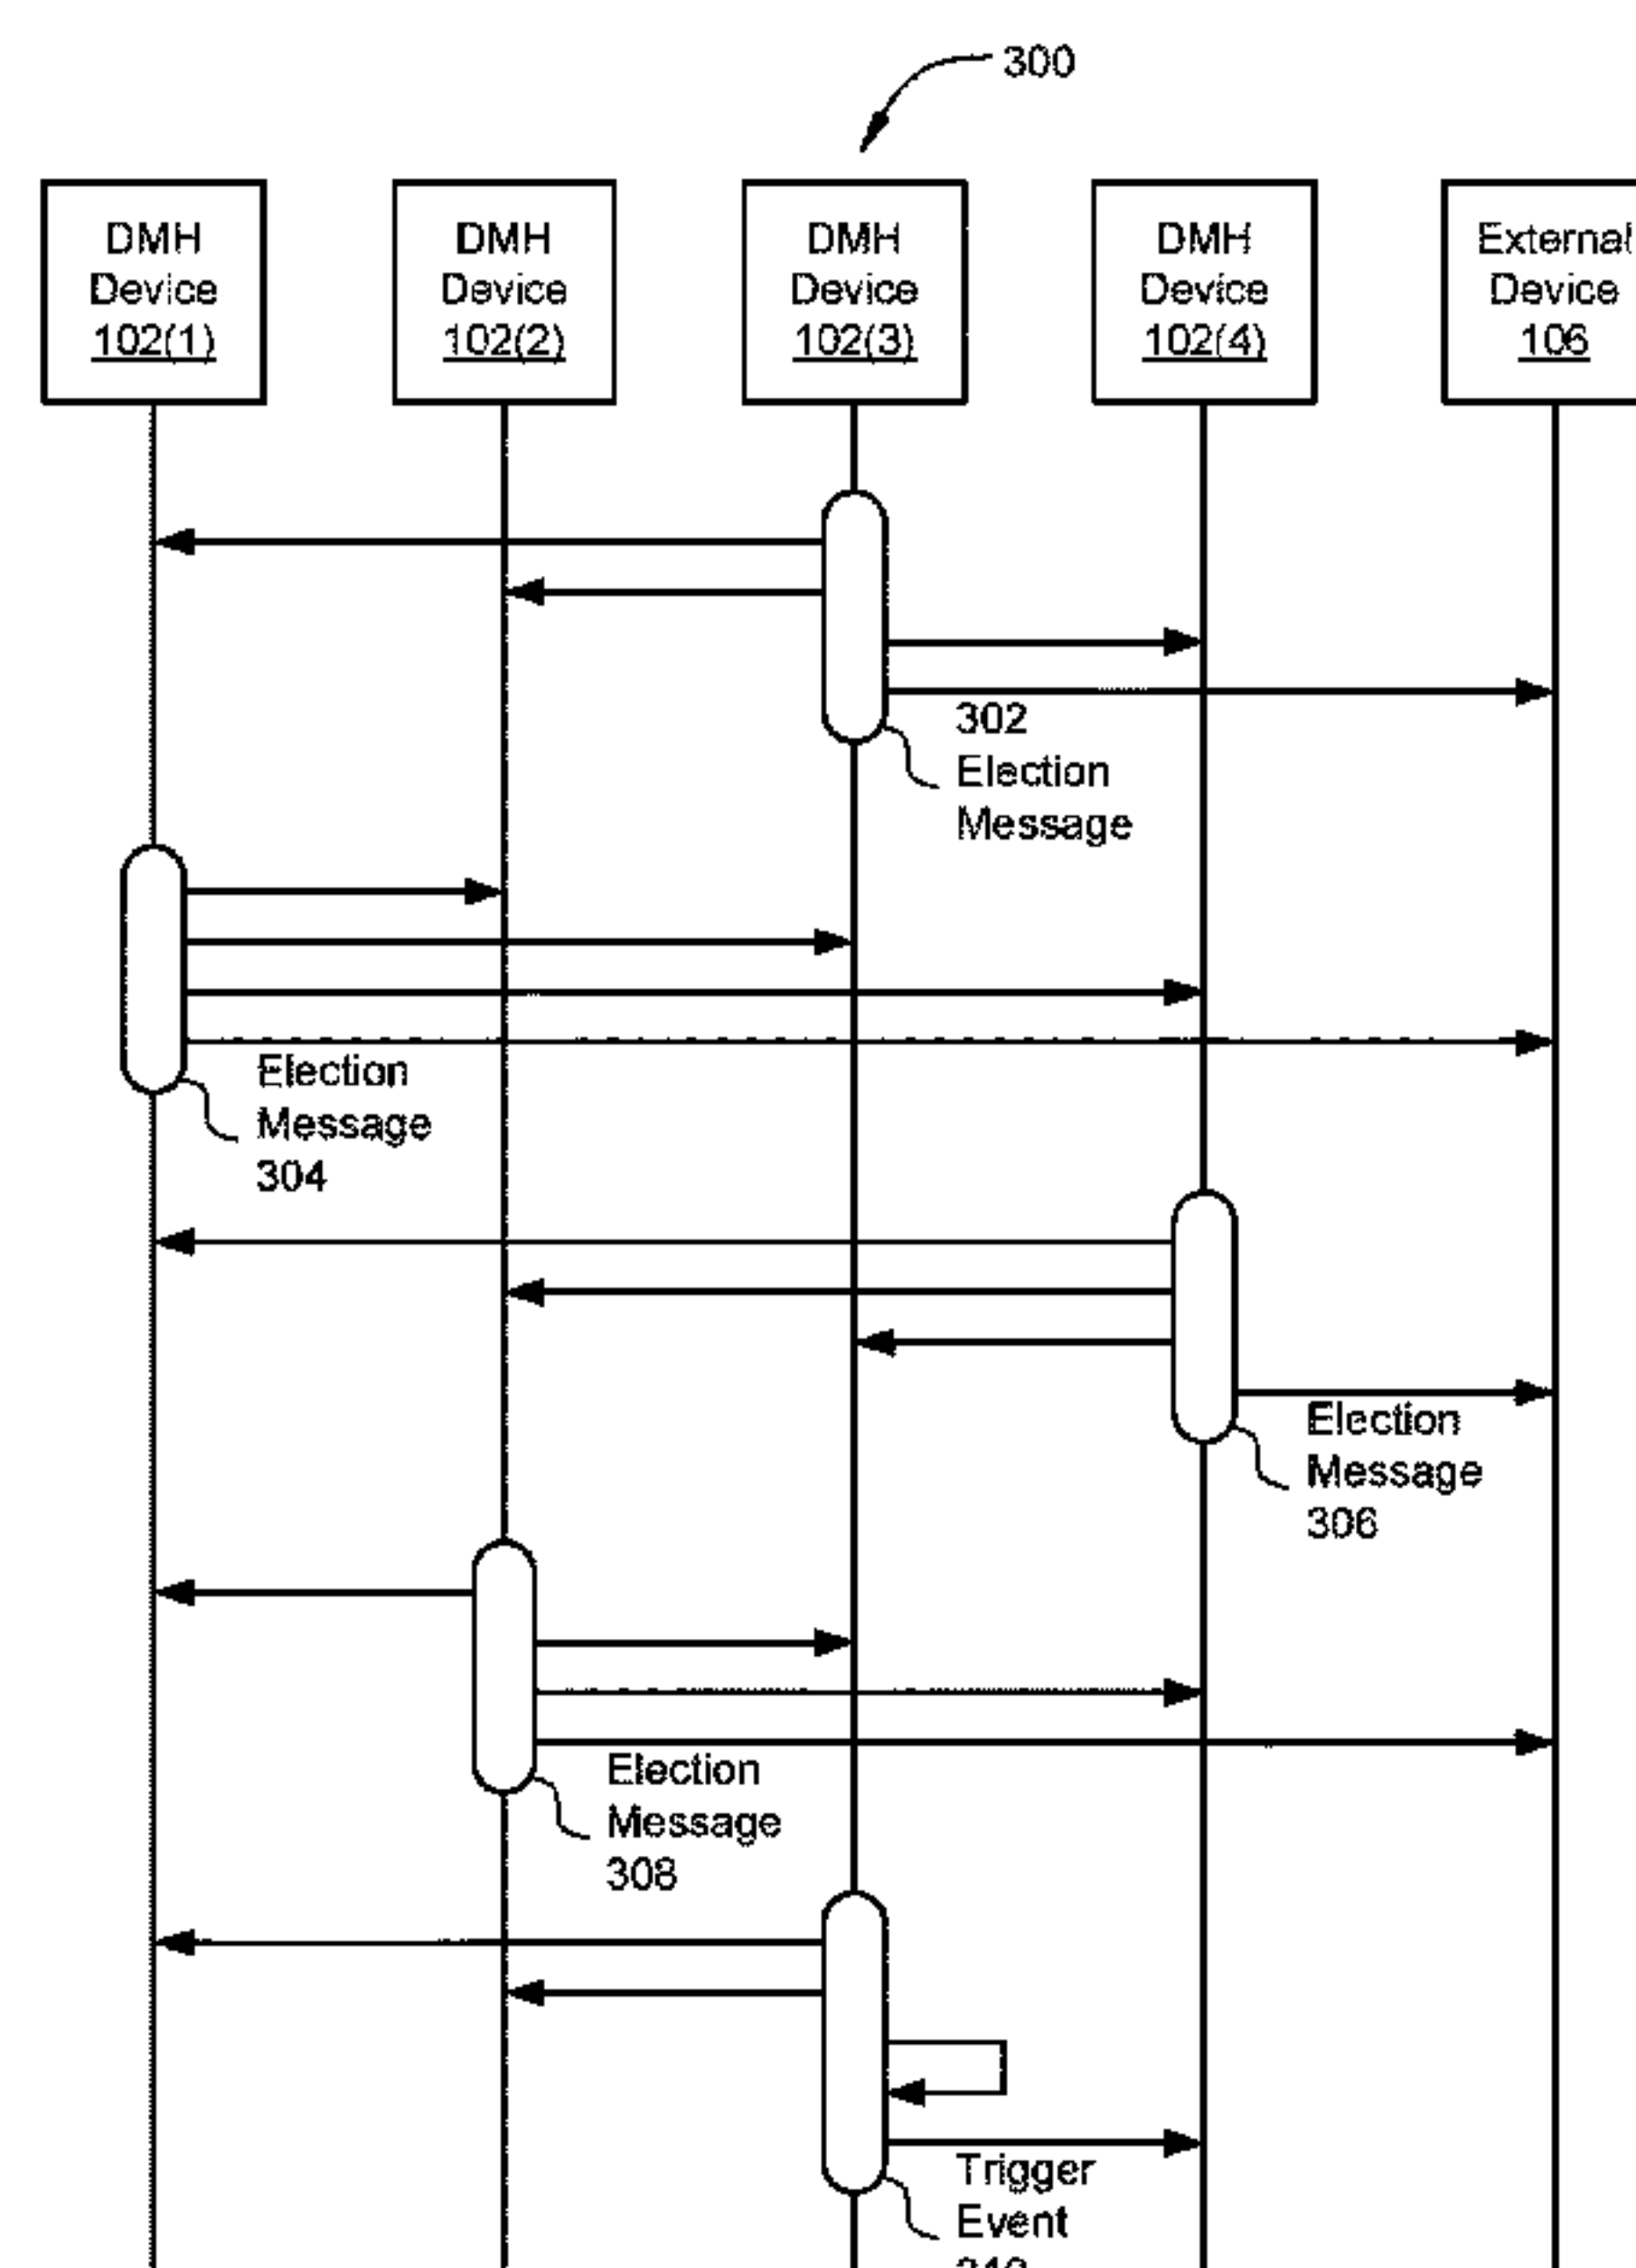 300
DMH
Device
102(1)
DMH
Device
102(2)
DMH
Device
102(3)
DMH
Device
102(4)
External
Device
106
302
Election
Message
Election
Message
304
Election
Message
306
Election
Message
308
Trigger
Event